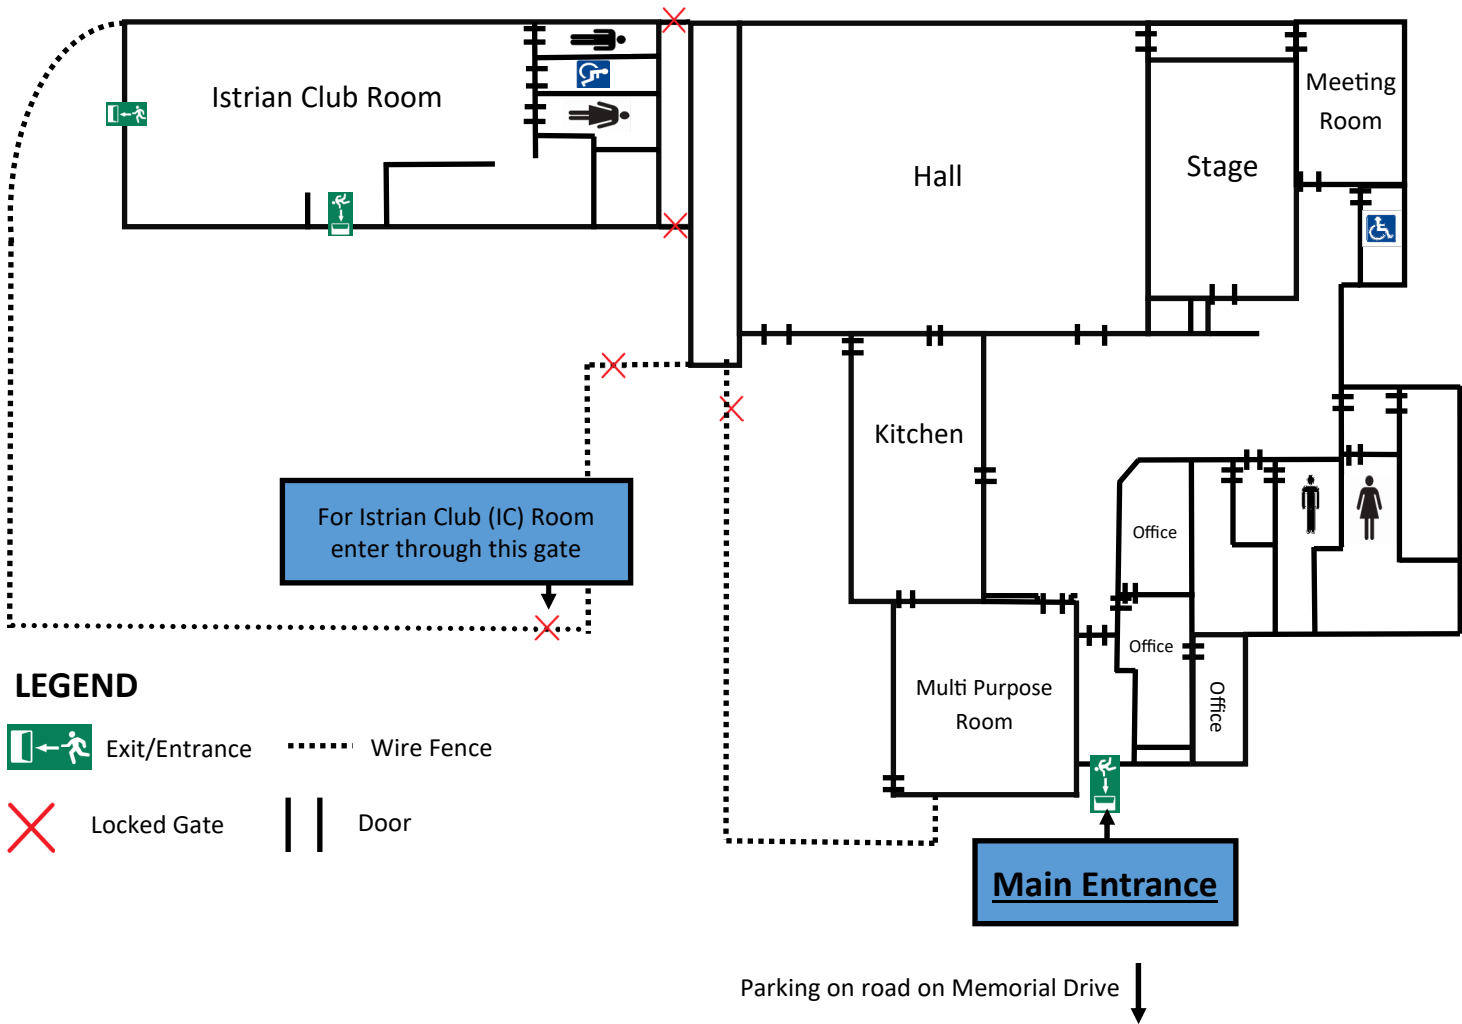 Istrian Club Room
Hall
Stage
Meeting
Room
Kitchen
For Istrian Club (IC) Room
enter through this gate
Office
Office
Office
Multi Purpose
Room
LEGEND
Exit/Entrance
Wire Fence
Locked Gate
Door
Main Entrance
Parking on road on Memorial Drive